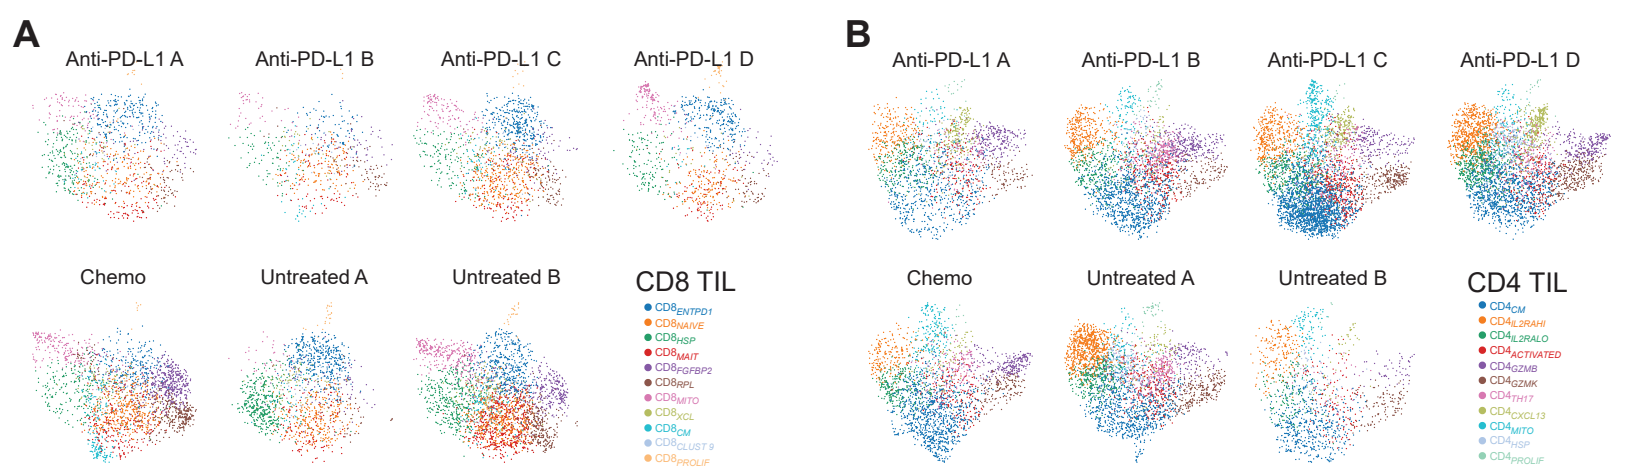 A
Anti-PD-L1 A
Anti-PD-L1 B
Anti-PD-L1 C
Anti-PD-L1 D
Chemo
Untreated A
Untreated B
CD8 TIL
CD8ENTPD1
CD8NAIVE
CD8HSP
CD8MAIT
CD8FGFBP2
CD8RPL
CD8MITO
CD8XCL
CD8CM
CD8CLUST 9
CD8PROLIF
B
Anti-PD-L1 A
Anti-PD-L1 B
Anti-PD-L1 C
Anti-PD-L1 D
Chemo
Untreated A
Untreated B
CD4 TIL
CD4CM
CD4IL2RAHI
CD4IL2RALO
CD4ACTIVATED
CD4GZMB
CD4GZMK
CD4TH17
CD4CXCL13
CD4MITO
CD4HSP
CD4PROLIF